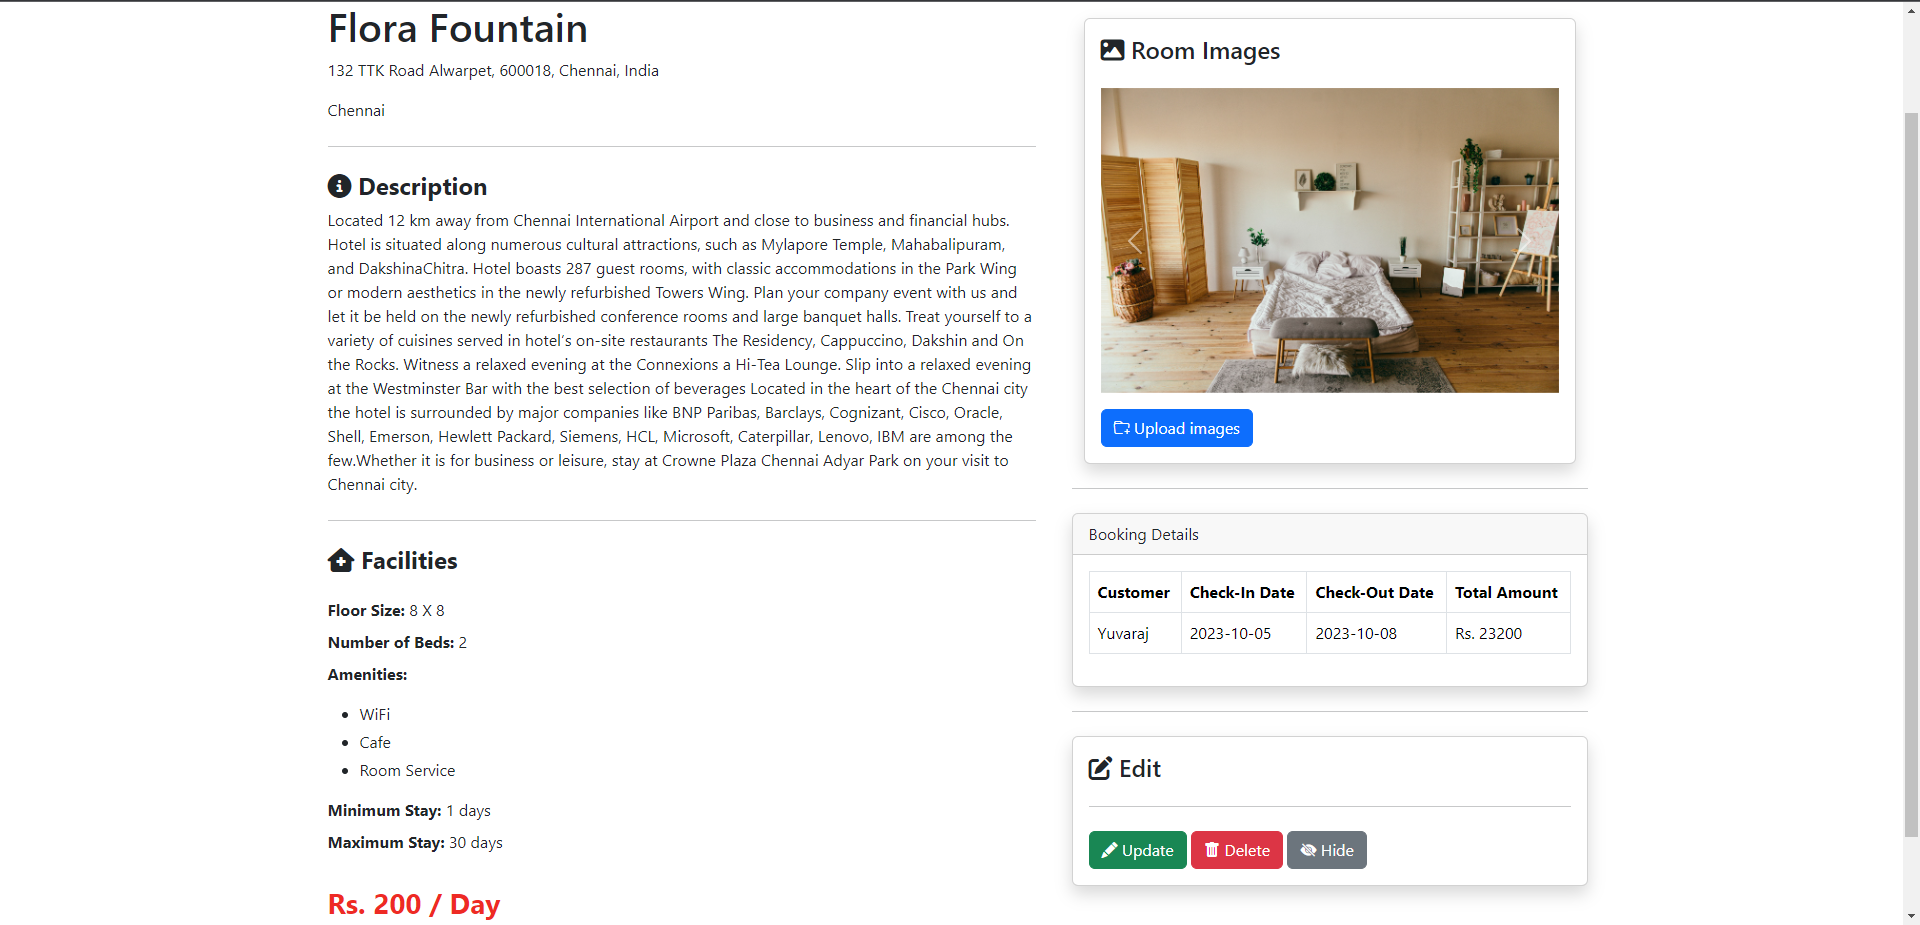 Flora Fountain
132 TTK Road Alwarpet, 600018, Chennai, India
Chennai
Description
Located 12 km away from Chennai International Airport and close to business and financial hubs.
Hotel is situated along numerous cultural attractions, such as Mylapore Temple, Mahabalipuram,
and DakshinaChitra. Hotel boasts 287 guest rooms, with classic accommodations in the Park Wing
or modern aesthetics in the newly refurbished Towers Wing. Plan your company event with us and
let it be held on the newly refurbished conference rooms and large banquet halls. Treat yourself to a
variety of cuisines served in hotel’s on-site restaurants The Residency, Cappuccino, Dakshin and On
the Rocks. Witness a relaxed evening at the Connexions a Hi-Tea Lounge. Slip into a relaxed evening
at the Westminster Bar with the best selection of beverages Located in the heart of the Chennai city
the hotel is surrounded by major companies like BNP Paribas, Barclays, Cognizant, Cisco, Oracle,
Shell, Emerson, Hewlett Packard, Siemens, HCL, Microsoft, Caterpillar, Lenovo, IBM are among the
few.Whether it is for business or leisure, stay at Crowne Plaza Chennai Adyar Park on your visit to
Chennai city.
Facilities
Floor Size: 8 X 8
Number of Beds: 2
Amenities:
WiFi
Cafe
Room Service
Minimum Stay: 1 days
Maximum Stay: 30 days
Rs. 200 / Day
Room Images
Upload images
Booking Details
Customer Check-In Date Check-Out Date Total Amount
Yuvaraj 2023-10-05 2023-10-08 Rs. 23200
Edit
Update Delete Hide